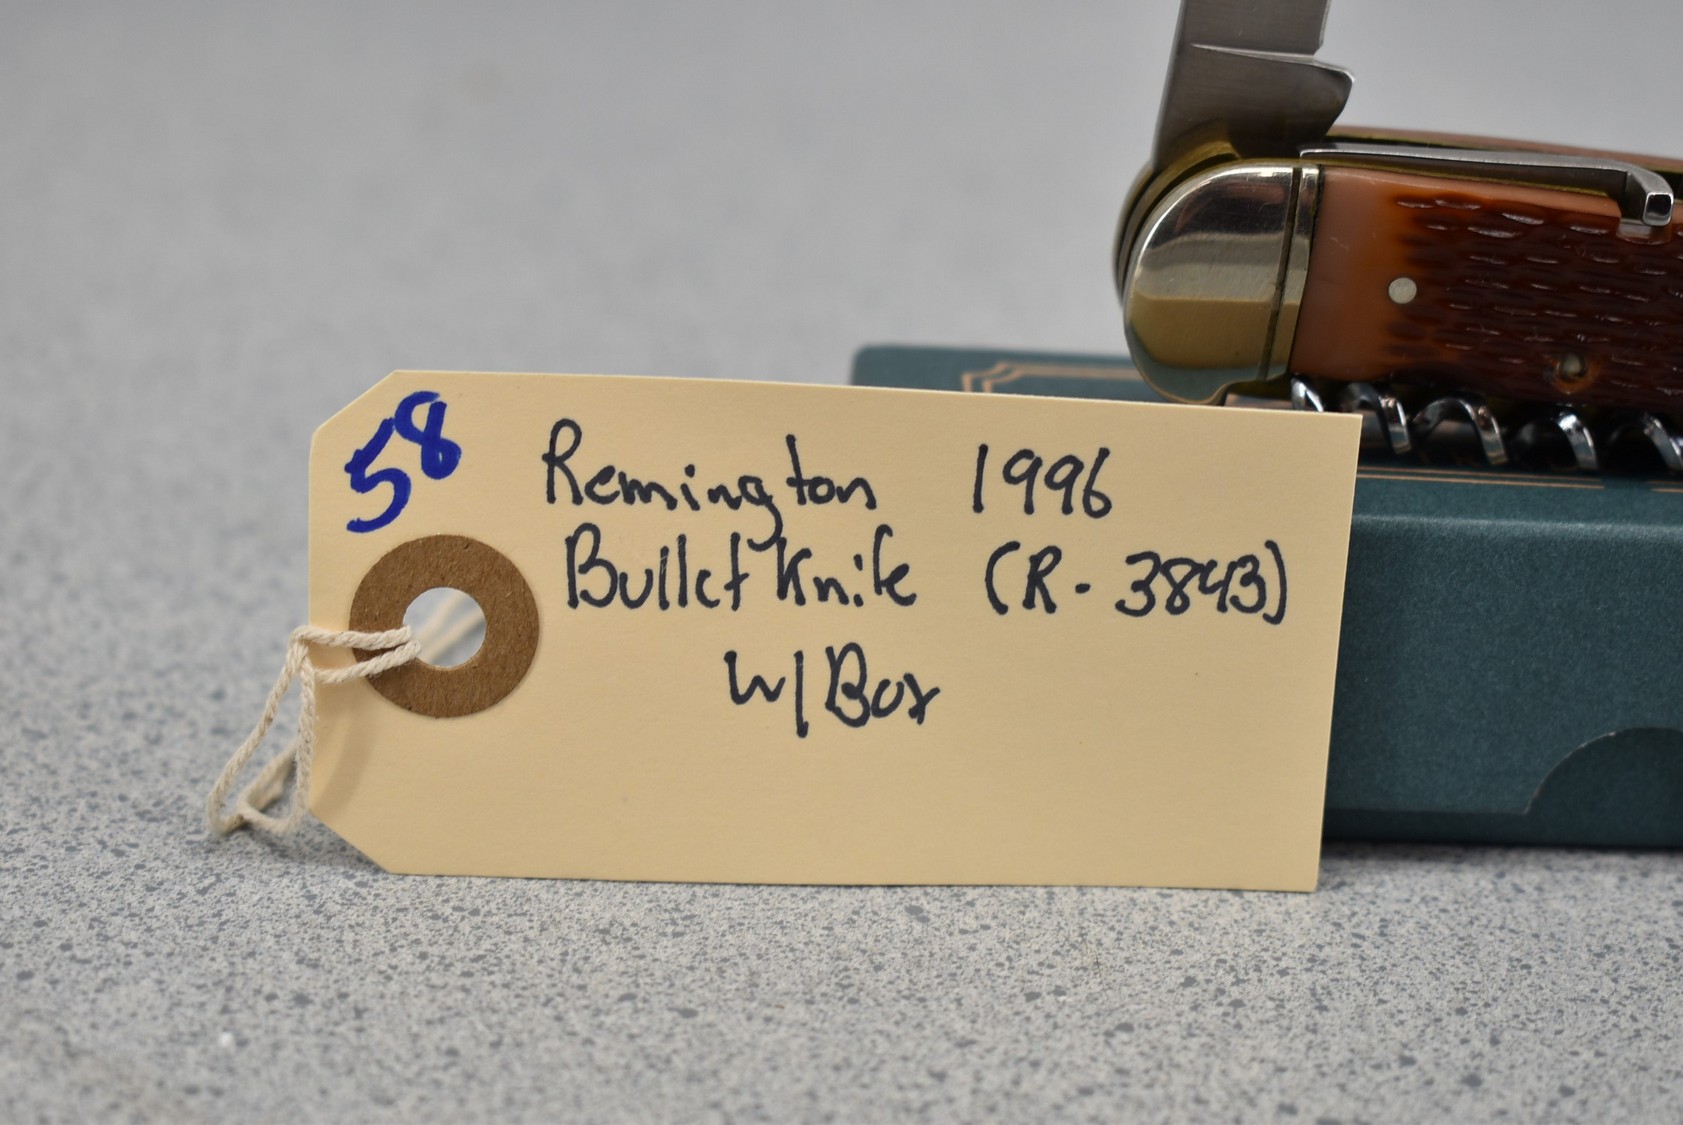 58
Remington 1996
Bullet Knife (R-3843)
W/Box